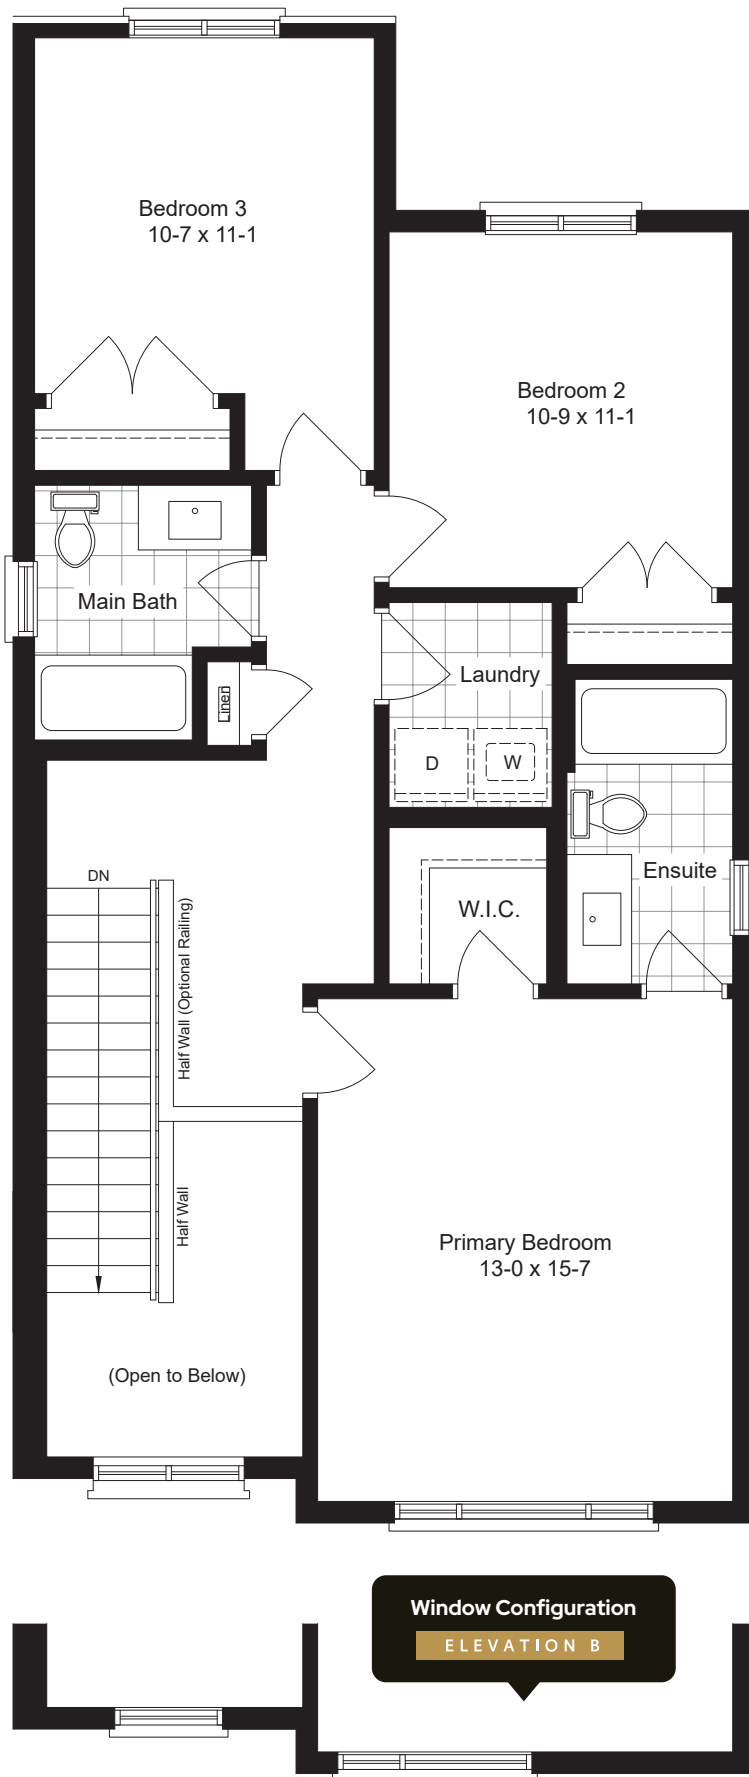 Bedroom 3
10-7 x 11-1
Bedroom 2
10-9 x 11-1
Main Bath
Linen
Laundry
D
W
Ensuite
W.I.C.
DN
Half Wall (Optional Railing)
Half Wall
Primary Bedroom
13-0 x 15-7
(Open to Below)
Window Configuration
ELEVATION B